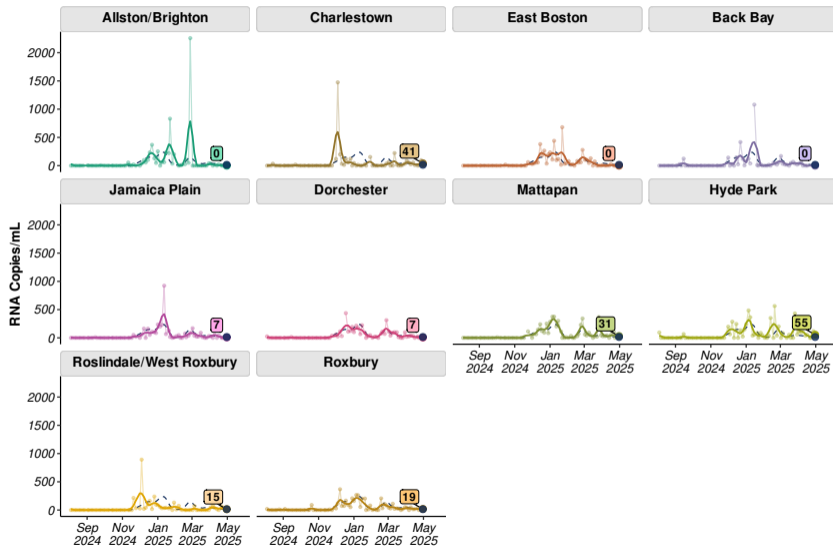 Allston/Brighton Charlestown East Boston Back Bay
2000
1500
1000
500
0
0 41 0 0
Jamaica Plain Dorchester Mattapan Hyde Park
RNA Copies/mL
2000
1500
1000
500
0
7 7 31 55
Sep 2024 Nov 2024 Jan 2025 Mar 2025 May 2025 Sep 2024 Nov 2024 Jan 2025 Mar 2025 May 2025
Roslindale/West Roxbury Roxbury
2000
1500
1000
500
0
15 19
Sep 2024 Nov 2024 Jan 2025 Mar 2025 May 2025 Sep 2024 Nov 2024 Jan 2025 Mar 2025 May 2025